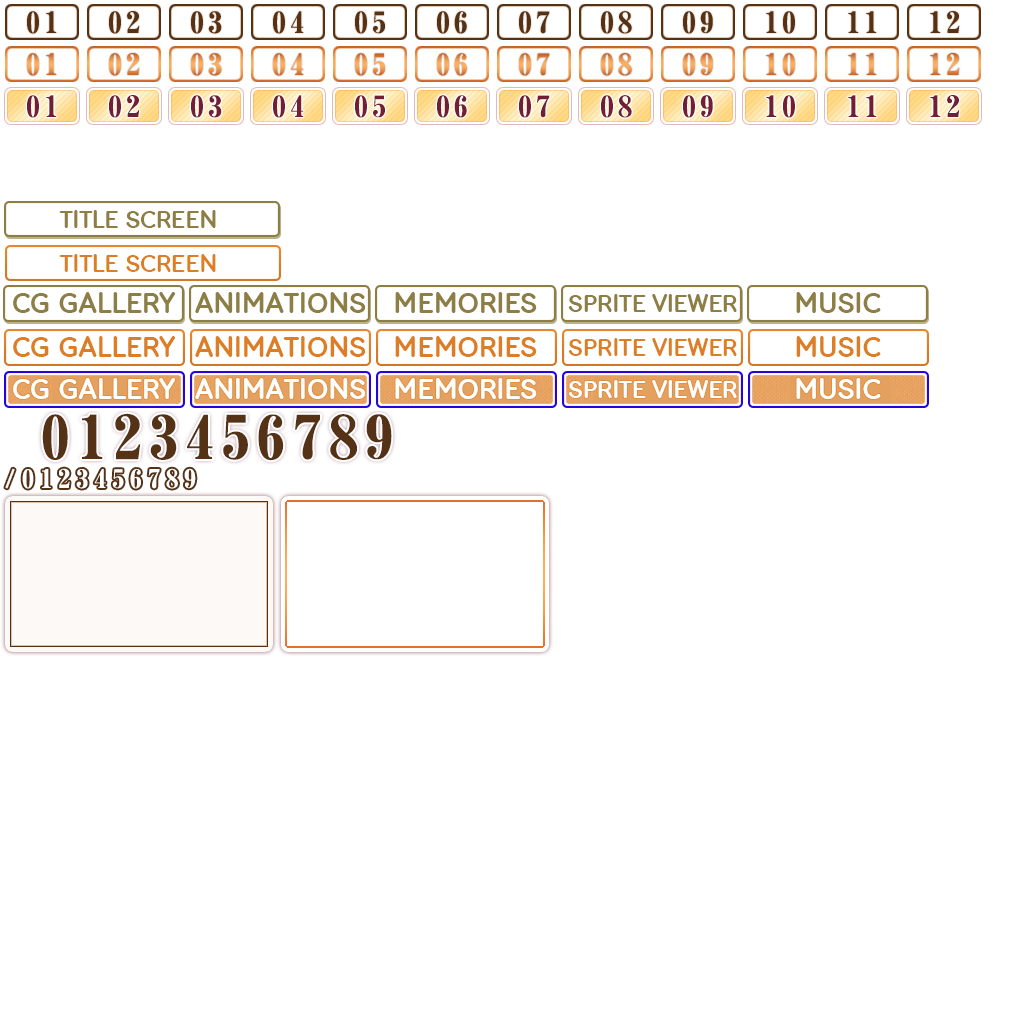 01 02 03 04 05 06 07 08 09 10 11 12
01 02 03 04 05 06 07 08 09 10 11 12
01 02 03 04 05 06 07 08 09 10 11 12
TITLE SCREEN
TITLE SCREEN
CG GALLERY ANIMATIONS MEMORIES SPRITE VIEWER MUSIC
CG GALLERY ANIMATIONS MEMORIES SPRITE VIEWER MUSIC
CG GALLERY ANIMATIONS MEMORIES SPRITE VIEWER MUSIC
0123456789
/0123456789